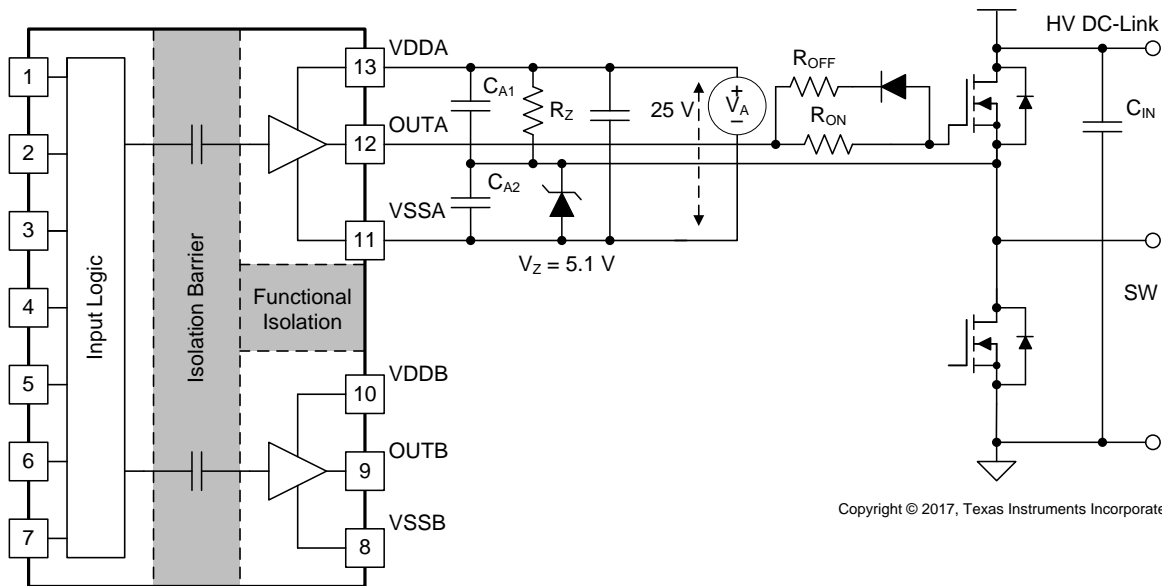 1
2
3
4
5
6
7
Input Logic
Isolation Barrier
Functional
Isolation
VDDA
13
OUTA
12
VSSA
11
VDDB
10
OUTB
9
VSSB
8
CA1
RZ
CA2
VZ = 5.1 V
25 V
+
VA
−
ROFF
RON
HV DC-Link
CIN
SW
Copyright © 2017, Texas Instruments Incorporate